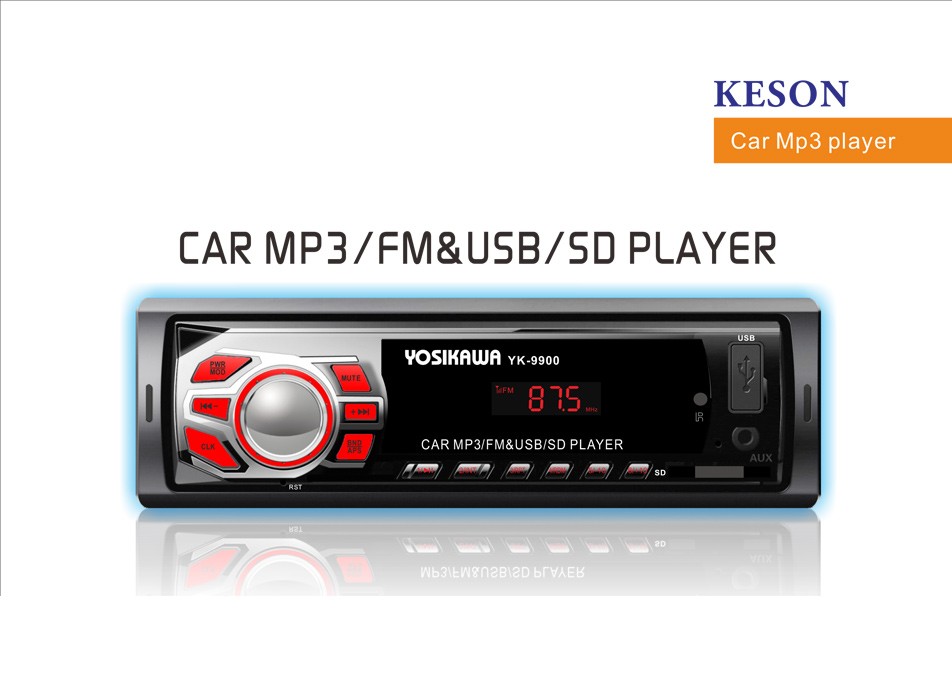 KESON
Car Mp3 player
CAR MP3/FM&USB/SD PLAYER
YOSIKAWA YK-9900
USB
PWR
MOD
MUTE
FM
87.5
MHz
CLK
BND
APS
CAR MP3/FM&USB/SD PLAYER
AUX
SD
RST